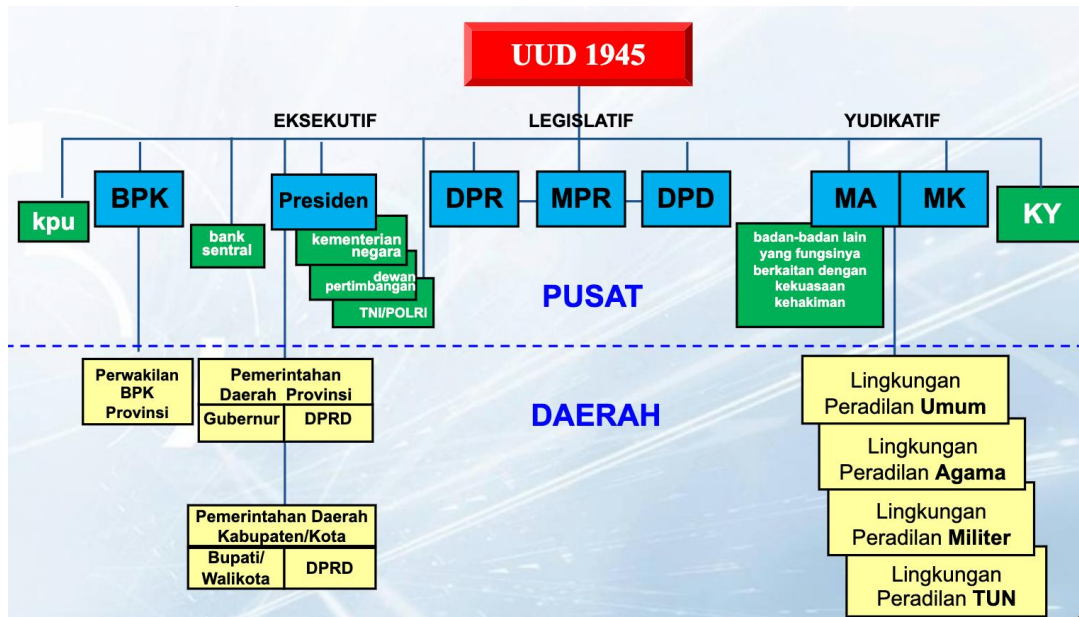 UUD 1945
EKSEKUTIF
LEGISLATIF
YUDIKATIF
kpu
BPK
bank
sentral
Presiden
kementerian
negara
dewan
pertimbangan
TNI/POLRI
DPR
MPR
DPD
MA
MK
KY
badan-badan lain
yang fungsinya
berkaitan dengan
kekuasaan
kehakiman
PUSAT
DAERAH
Perwakilan
BPK
Provinsi
Pemerintahan
Daerah Provinsi
Gubernur
DPRD
Pemerintahan Daerah
Kabupaten/Kota
Bupati/
Walikota
DPRD
Lingkungan
Peradilan Umum
Lingkungan
Peradilan Agama
Lingkungan
Peradilan Militer
Lingkungan
Peradilan TUN